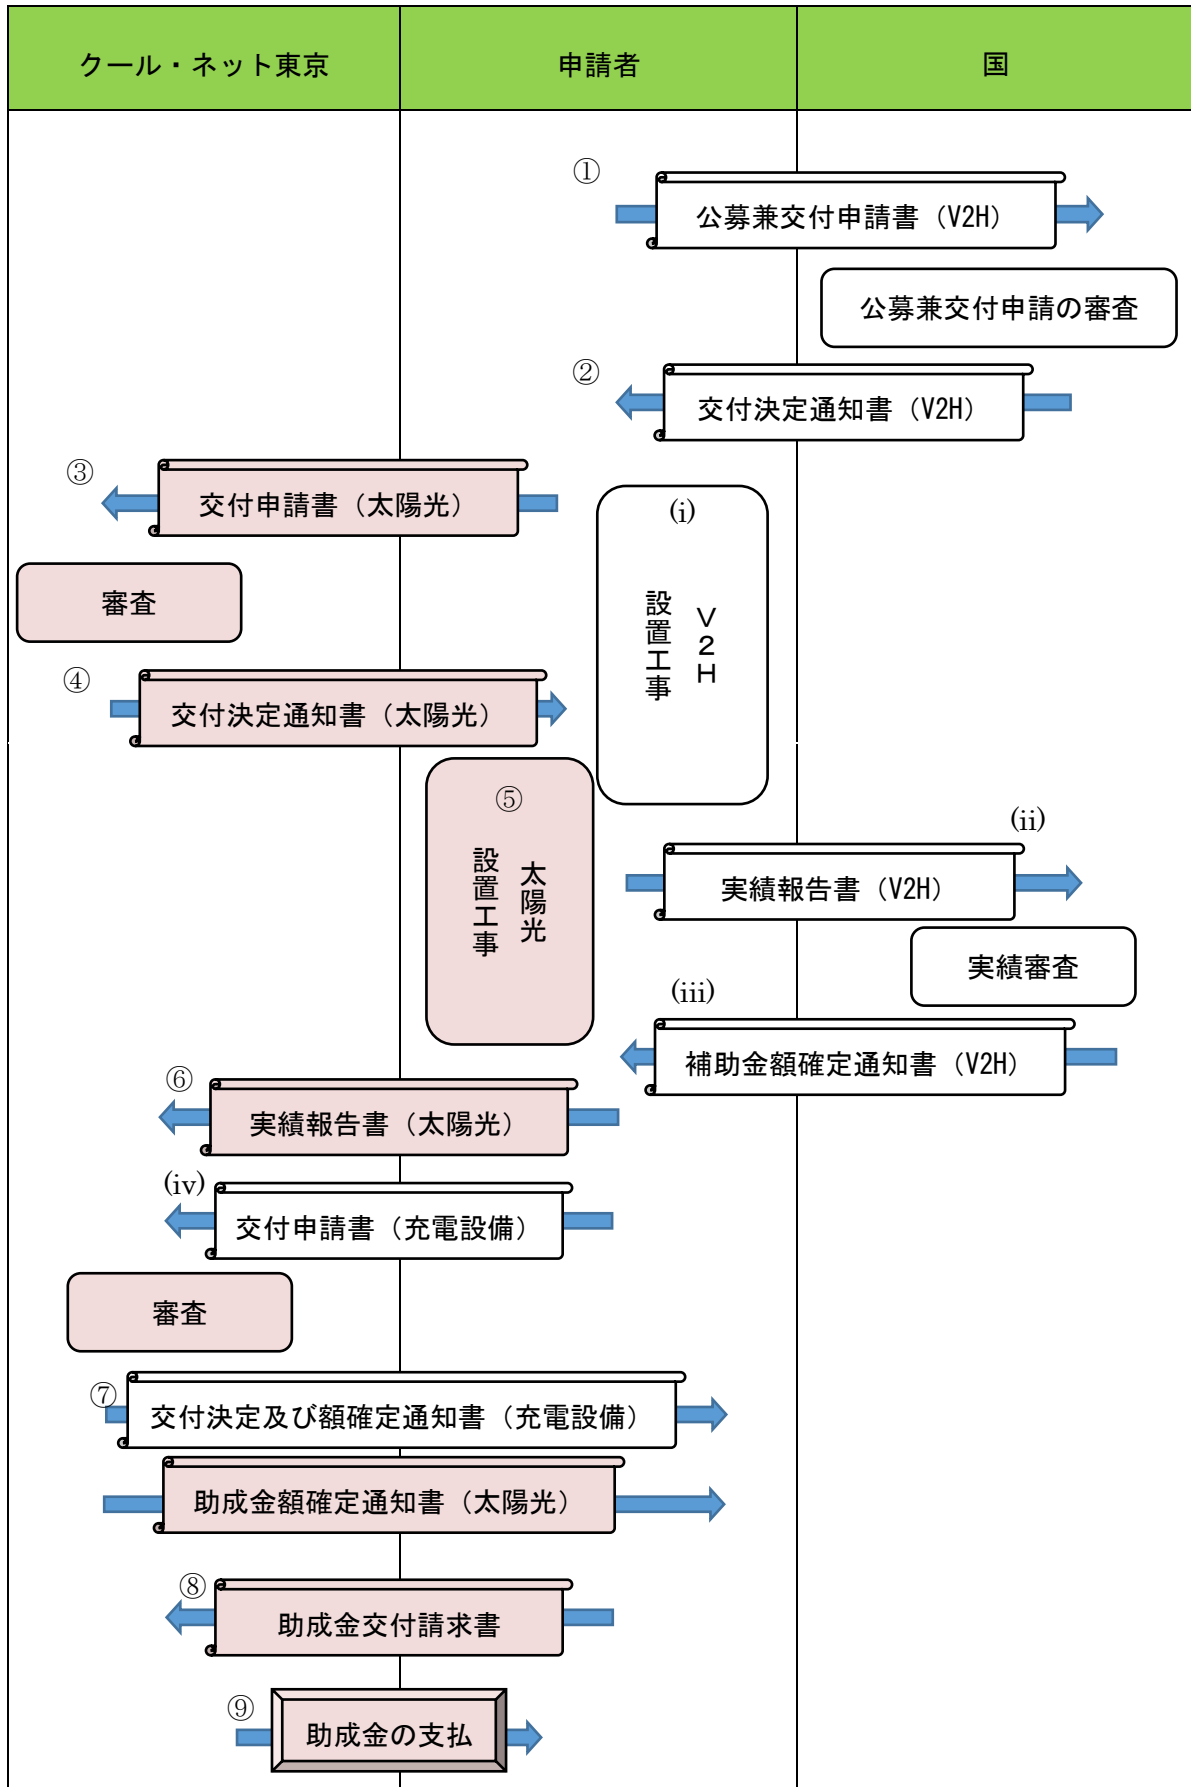 クール・ネット東京
申請者
国
①
公募兼交付申請書（V2H）
公募兼交付申請の審査
②
交付決定通知書（V2H）
③
交付申請書（太陽光）
(i)
V2H
設置工事
審査
④
交付決定通知書（太陽光）
⑤
太陽光
設置工事
(ii)
実績報告書（V2H）
実績審査
(iii)
補助金額確定通知書（V2H）
⑥
実績報告書（太陽光）
(iv)
交付申請書（充電設備）
審査
⑦
交付決定及び額確定通知書（充電設備）
助成金額確定通知書（太陽光）
⑧
助成金交付請求書
⑨
助成金の支払